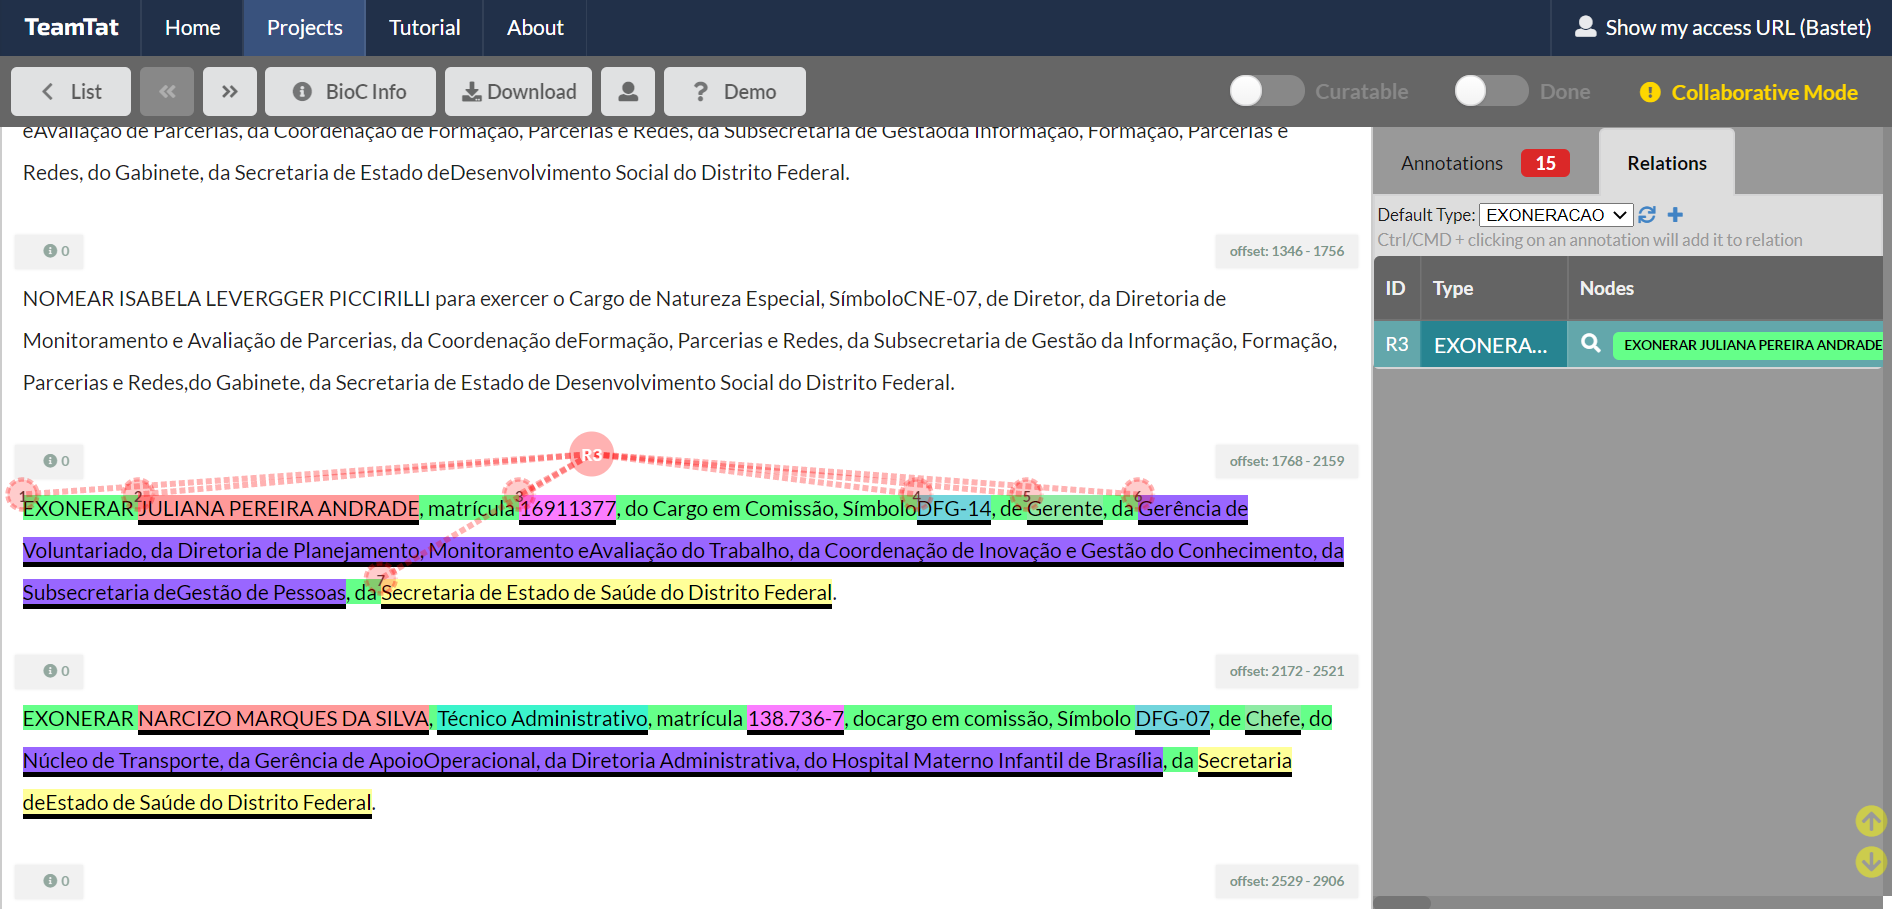 TeamTat Home Projects Tutorial About Show my access URL (Bastet)
List BioC Info Download ? Demo Curatable Done Collaborative Mode
eAvaliação de Parcerias, da Coordenação de Formação, Parcerias e Redes, da Subsecretaria de Gestãoda Informação, Formação, Parcerias e
Redes, do Gabinete, da Secretaria de Estado deDesenvolvimento Social do Distrito Federal.
0 offset: 1346 - 1756
NOMEAR ISABELA LEVERGGER PICCIRILLI para exercer o Cargo de Natureza Especial, SímboloCNE-07, de Diretor, da Diretoria de
Monitoramento e Avaliação de Parcerias, da Coordenação deFormação, Parcerias e Redes, da Subsecretaria de Gestão da Informação, Formação,
Parcerias e Redes,do Gabinete, da Secretaria de Estado de Desenvolvimento Social do Distrito Federal.
0 offset: 1768 - 2159
R3
1 2 3 4 5 6
EXONERAR JULIANA PEREIRA ANDRADE, matrícula 16911377, do Cargo em Comissão, SímboloDFG-14, de Gerente, da Gerência de
Voluntariado, da Diretoria de Planejamento, Monitoramento eAvaliação do Trabalho, da Coordenação de Inovação e Gestão do Conhecimento, da
7
Subsecretaria deGestão de Pessoas, da Secretaria de Estado de Saúde do Distrito Federal.
0 offset: 2172 - 2521
EXONERAR NARCIZO MARQUES DA SILVA, Técnico Administrativo, matrícula 138.736-7, docargo em comissão, Símbolo DFG-07, de Chefe, do
Núcleo de Transporte, da Gerência de ApoioOperacional, da Diretoria Administrativa, do Hospital Materno Infantil de Brasília, da Secretaria
deEstado de Saúde do Distrito Federal.
0 offset: 2529 - 2906
Annotations 15 Relations
Default Type: EXONERACAO
Ctrl/CMD + clicking on an annotation will add it to relation
ID Type Nodes
R3 EXONERA... EXONERAR JULIANA PEREIRA ANDRADE